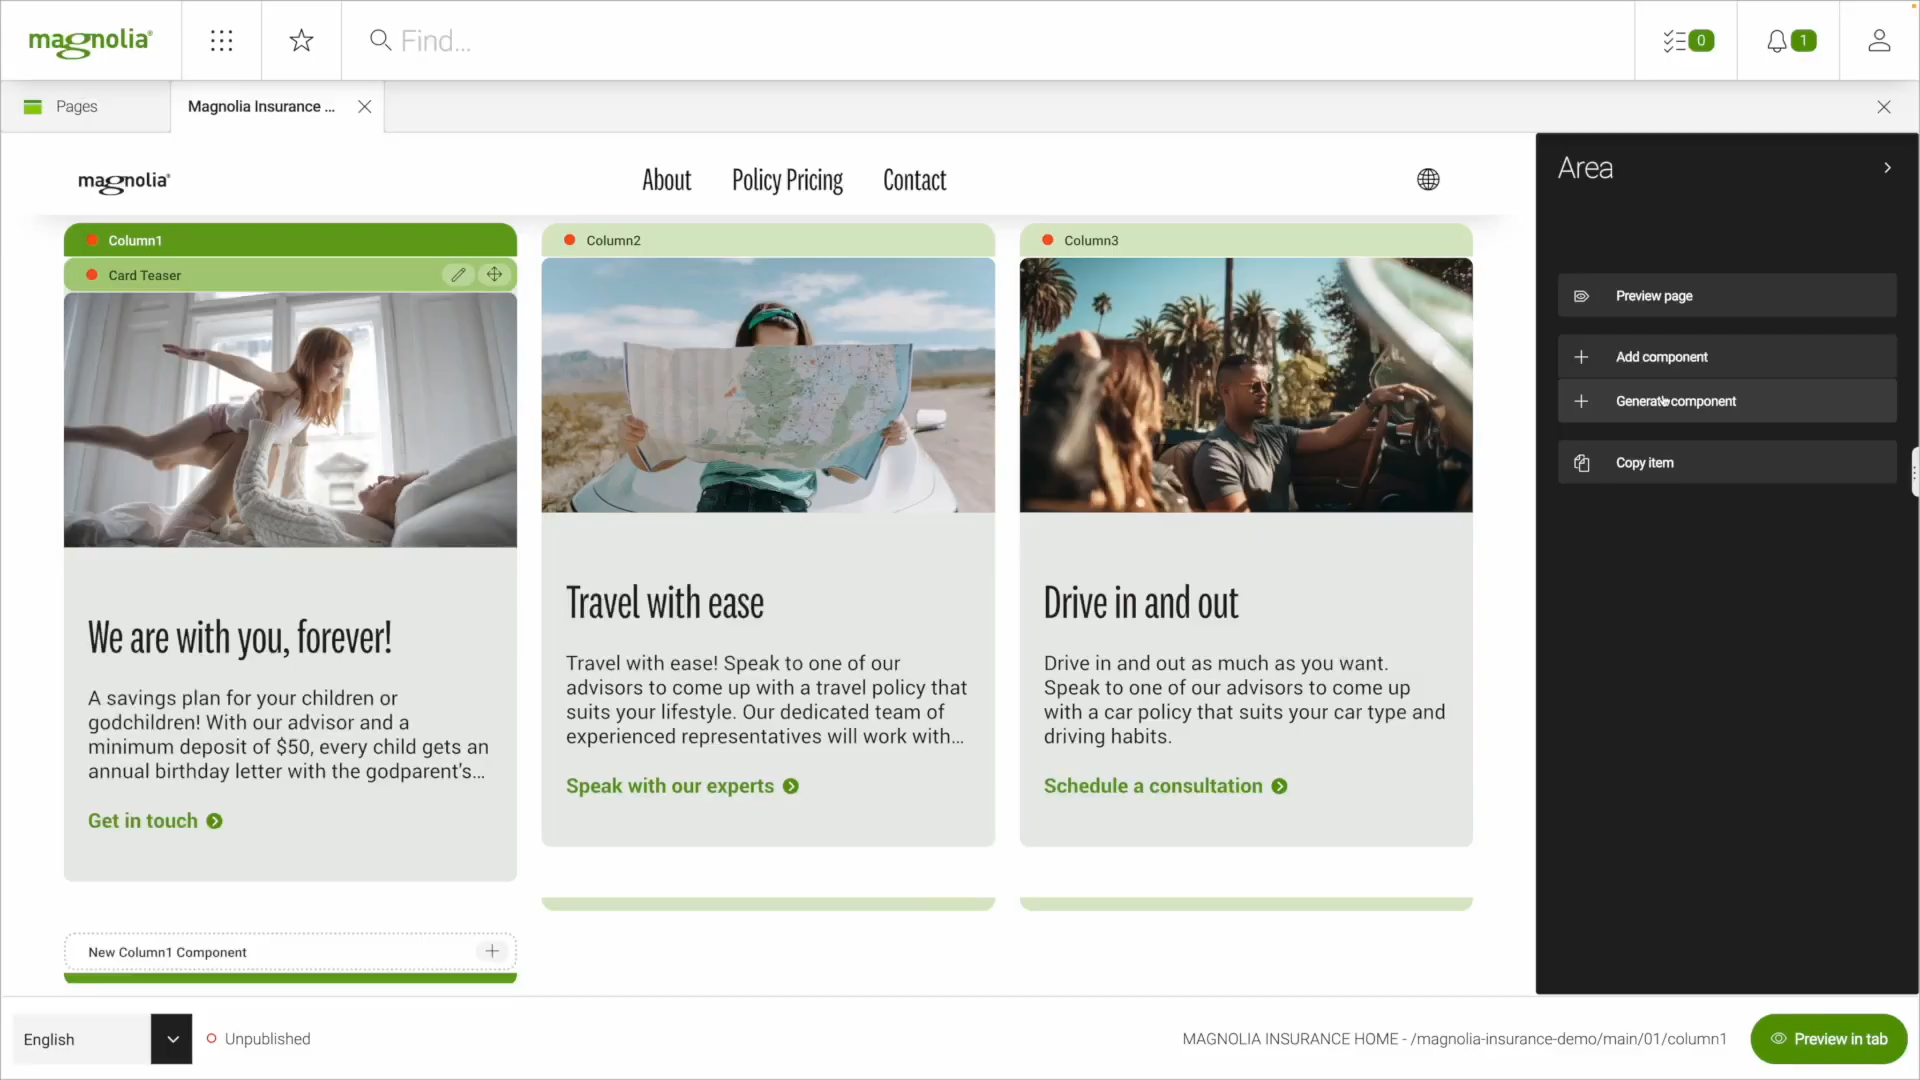 magnolia®
Find...
0
1
Pages
Magnolia Insurance ...
magnolia®
About
Policy Pricing
Contact
Area
Column1
Column2
Column3
Card Teaser
Preview page
Add component
Generate component
Copy item
We are with you, forever!
A savings plan for your children or
godchildren! With our advisor and a
minimum deposit of $50, every child gets an
annual birthday letter with the godparent's...
Get in touch
Travel with ease
Travel with ease! Speak to one of our
advisors to come up with a travel policy that
suits your lifestyle. Our dedicated team of
experienced representatives will work with...
Speak with our experts
Drive in and out
Drive in and out as much as you want.
Speak to one of our advisors to come up
with a car policy that suits your car type and
driving habits.
Schedule a consultation
New Column1 Component
English
Unpublished
MAGNOLIA INSURANCE HOME - /magnolia-insurance-demo/main/01/column1
Preview in tab